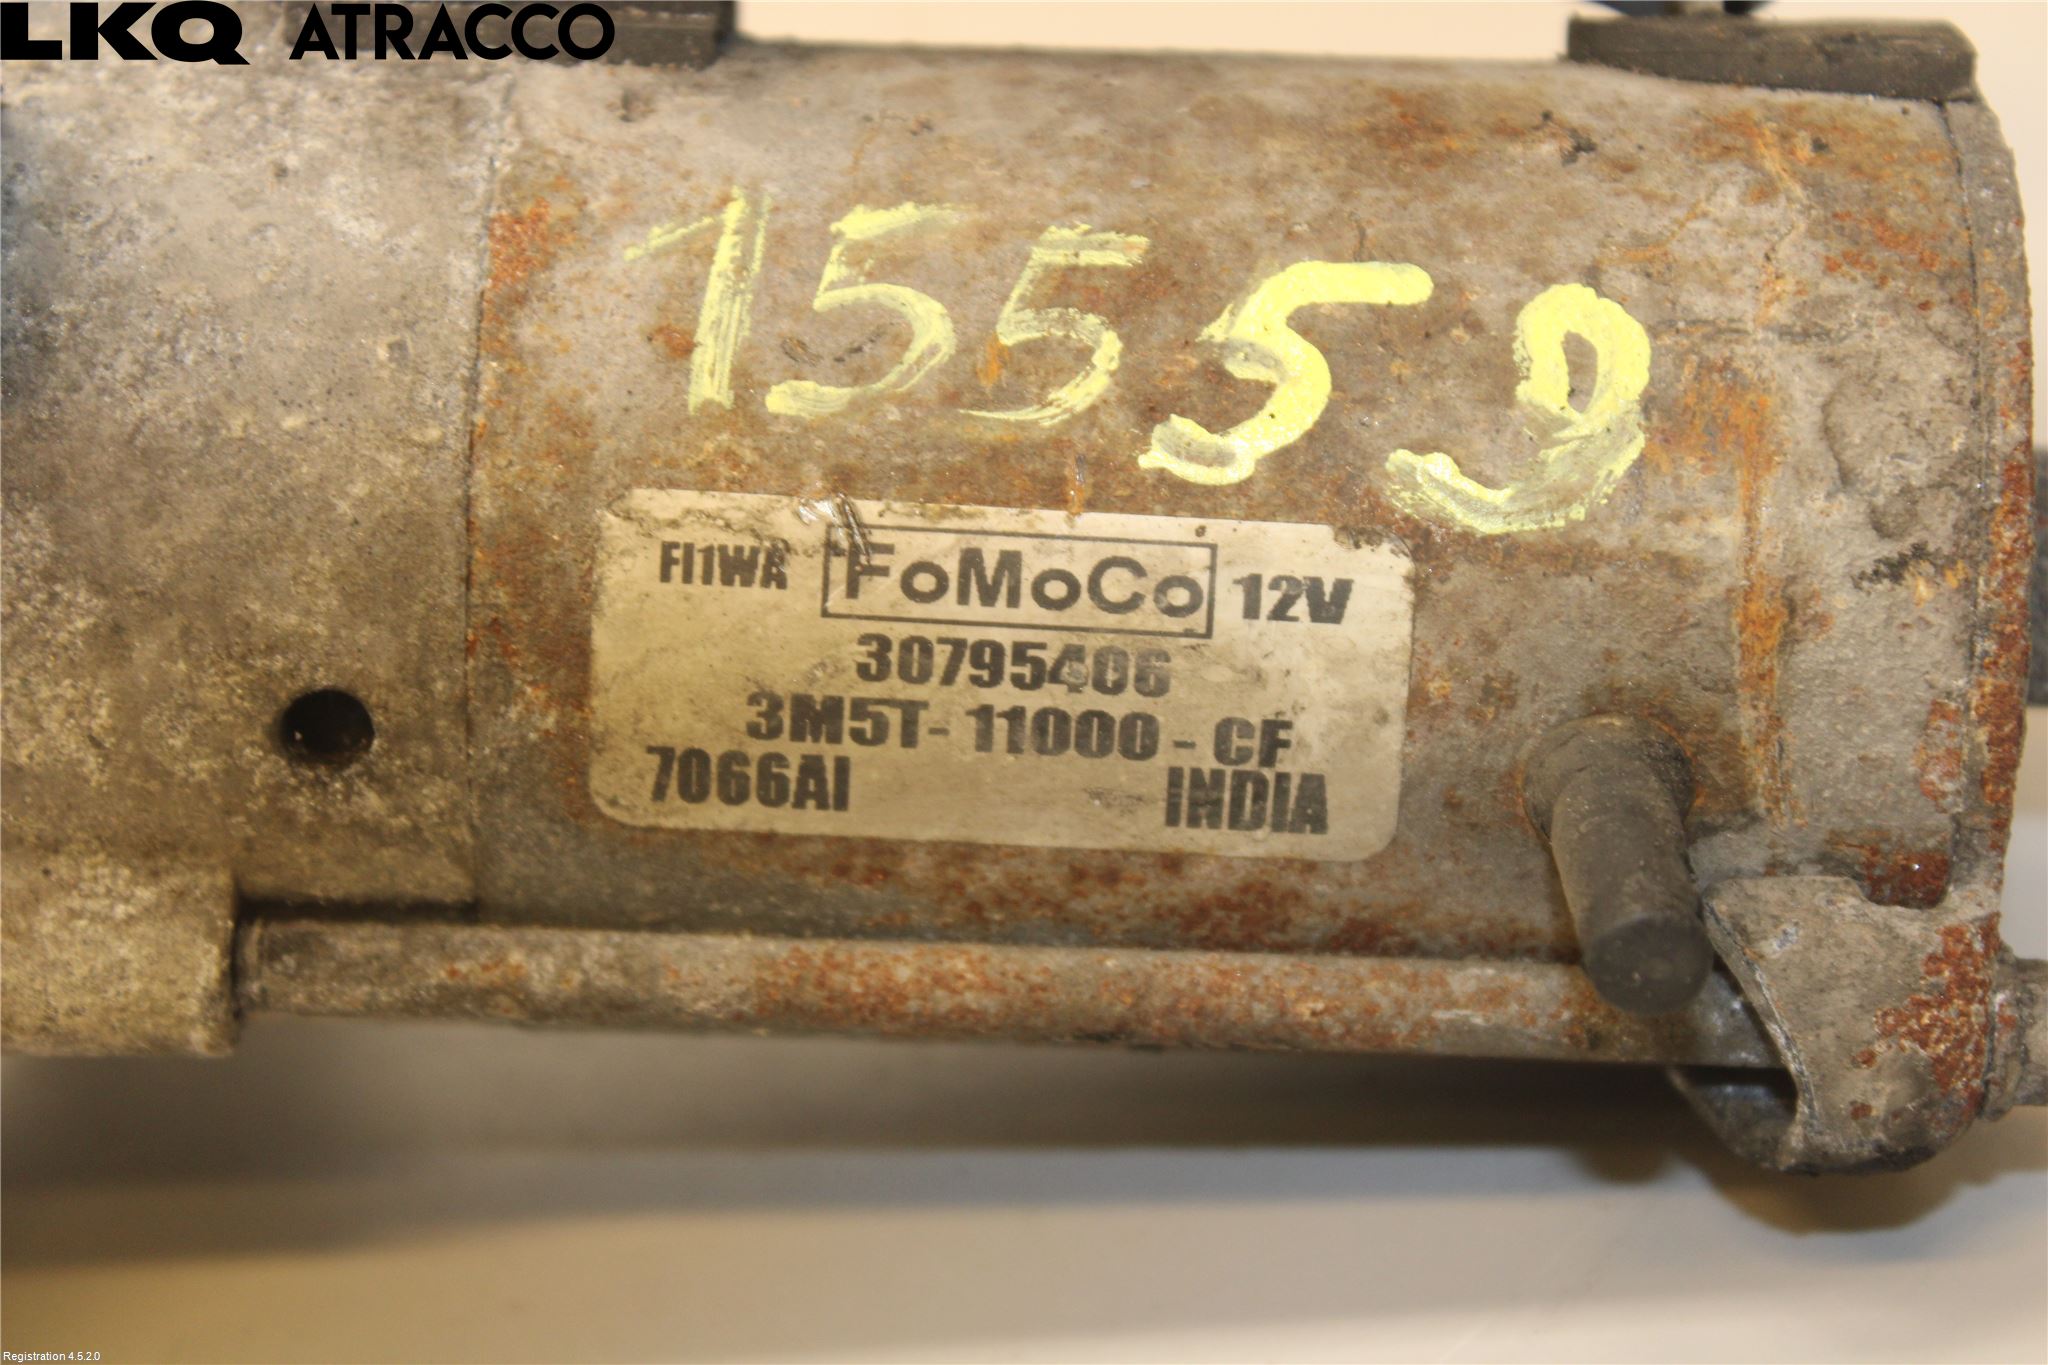 LKQ ATRACCO
15559
FI1WA FoMoCo 12V
30795406
3M5T-11000-CF
7066AI INDIA
Registration 4.5.2.0